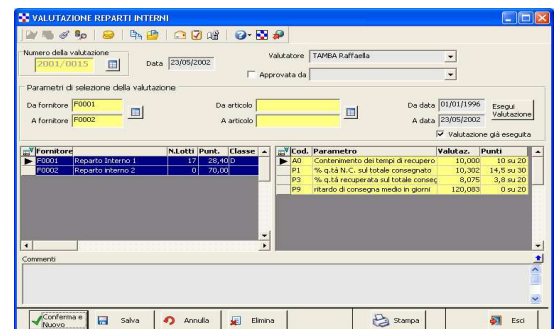 VALUTAZIONE REPARTI INTERNI
Numero della valutazione
2001/0015
Data 23/05/2002
Valutatore TAMBA Raffaella
Approvata da
Parametri di selezione della valutazione
Da fornitore F0001
Da articolo
Da data 01/01/1996
Esegui Valutazione
A fornitore F0002
A articolo
A data 23/05/2002
Valutazione già eseguita
Fornitore N.Lotti Punt. Classe
F0001 Reparto Interno 1 17 28,40 D
F0002 Reparto interno 2 0 70,00
Cod. Parametro Valutaz. Punti
A0 Contenimento dei tempi di recupero 10,000 10 su 20
P1 % q.tà N.C. sul totale consegnato 10,302 14,5 su 30
P3 % q.tà recuperata sul totale conseg 8,075 3,8 su 20
P9 ritardo di consegna medio in giorni 120,083 0 su 20
Commenti
Conferma e Nuovo
Salva
Annulla
Elimina
Stampa
Esci